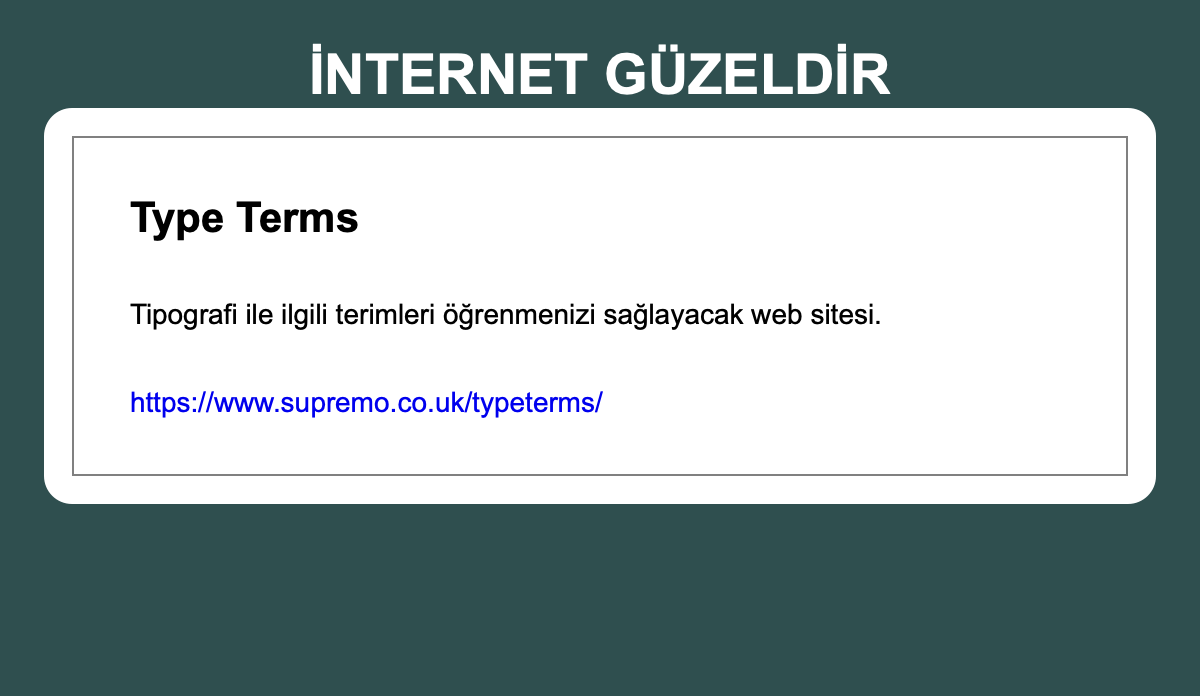 İNTERNET GÜZELDİR
Type Terms
Tipografi ile ilgili terimleri öğrenmenizi sağlayacak web sitesi.
https://www.supremo.co.uk/typeterms/